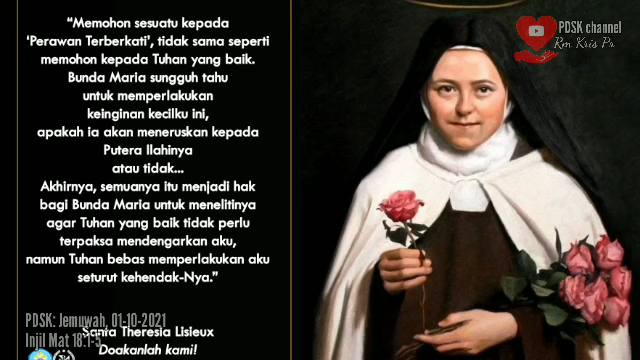 “Memohon sesuatu kepada
‘Perawan Terberkati’, tidak sama seperti
memohon kepada Tuhan yang baik.
Bunda Maria sungguh tahu
untuk memperlakukan
keinginan kecilku ini,
apakah ia akan meneruskan kepada
Putera Ilahinya
atau tidak...
Akhirnya, semuanya itu menjadi hak
bagi Bunda Maria untuk menelitinya
agar Tuhan yang baik tidak perlu
terpaksa mendengarkan aku,
namun Tuhan bebas memperlakukan aku
seturut kehendak-Nya.”
Santa Theresia Lisieux
Doakanlah kami!
PDSK: Jemuwah, 01-10-2021
Injil Mat 18:1-5
PDSK channel
Rm Kris Pr